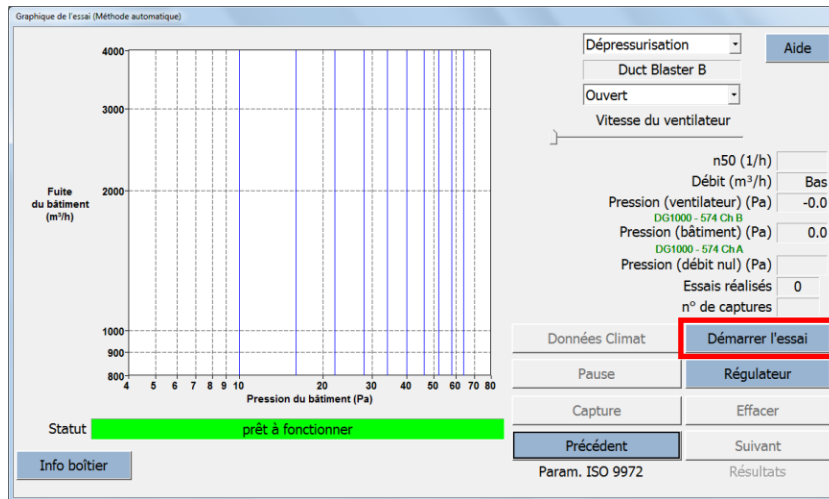 Graphique de l'essai (Méthode automatique)
Dépressurisation
Aide
Duct Blaster B
Ouvert
Vitesse du ventilateur
n50 (1/h)
Débit (m³/h) Bas
Pression (ventilateur) (Pa) -0.0
DG1000 - 574 Ch B
Pression (bâtiment) (Pa) 0.0
DG1000 - 574 Ch A
Pression (débit nul) (Pa)
Essais réalisés 0
n° de captures
4000
3000
2000
1000
900
800
Fuite
du bâtiment
(m³/h)
4 5 6 7 8 9 10 20 30 40 50 60 70 80
Pression du bâtiment (Pa)
Données Climat Démarrer l'essai
Pause Régulateur
Capture Effacer
Statut prêt à fonctionner
Précédent Suivant
Info boîtier
Param. ISO 9972 Résultats